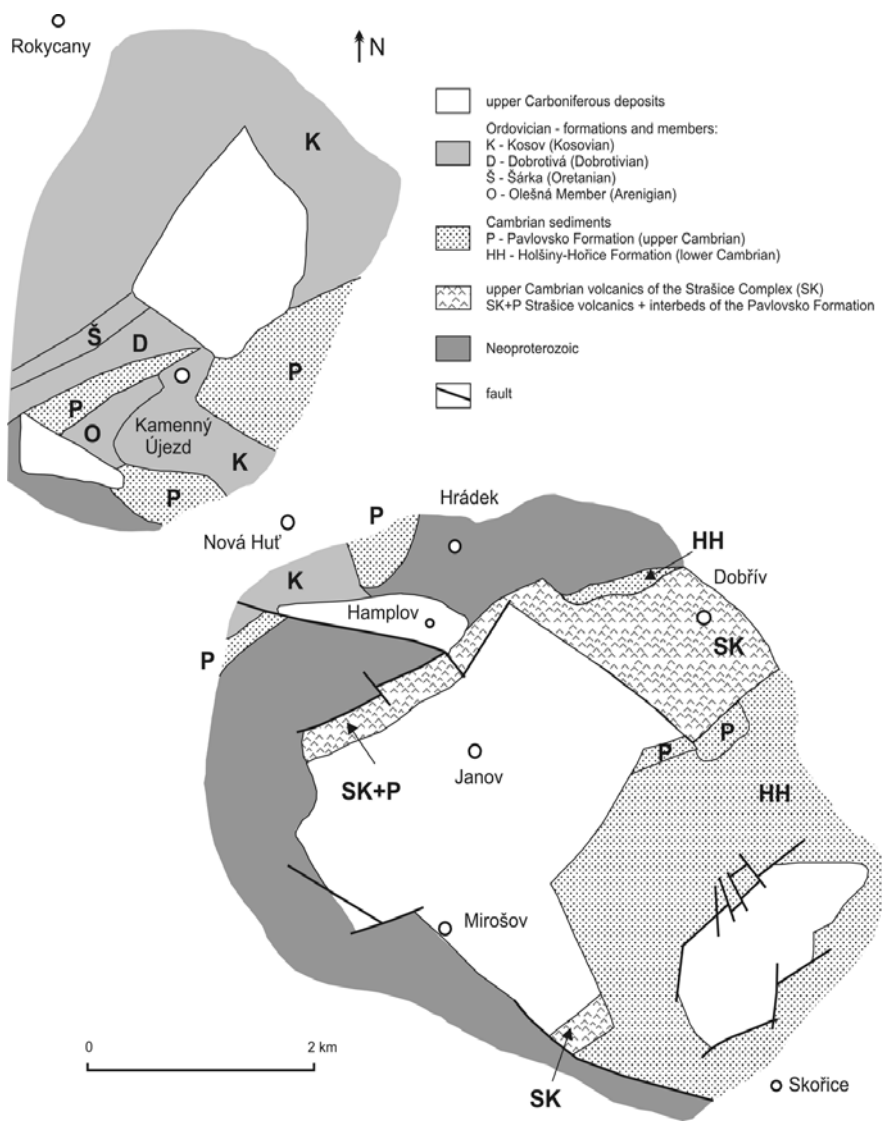 Rokycany
N
upper Carboniferous deposits
Ordovician - formations and members:
K - Kosov (Kosovian)
D - Dobrotivá (Dobrotivian)
Š - Šárka (Oretanian)
O - Olešná Member (Arenigian)
Cambrian sediments
P - Pavlovsko Formation (upper Cambrian)
HH - Holšiny-Hořice Formation (lower Cambrian)
upper Cambrian volcanics of the Strašice Complex (SK)
SK+P Strašice volcanics + interbeds of the Pavlovsko Formation
Neoproterozoic
fault
K
Š
D
P
P
O
Kamenný
Újezd
K
P
Hrádek
P
Nová Huť
HH
K
Dobřív
Hamplov
SK
P
P
P
Janov
SK+P
HH
Mirošov
0
2 km
SK
Skořice